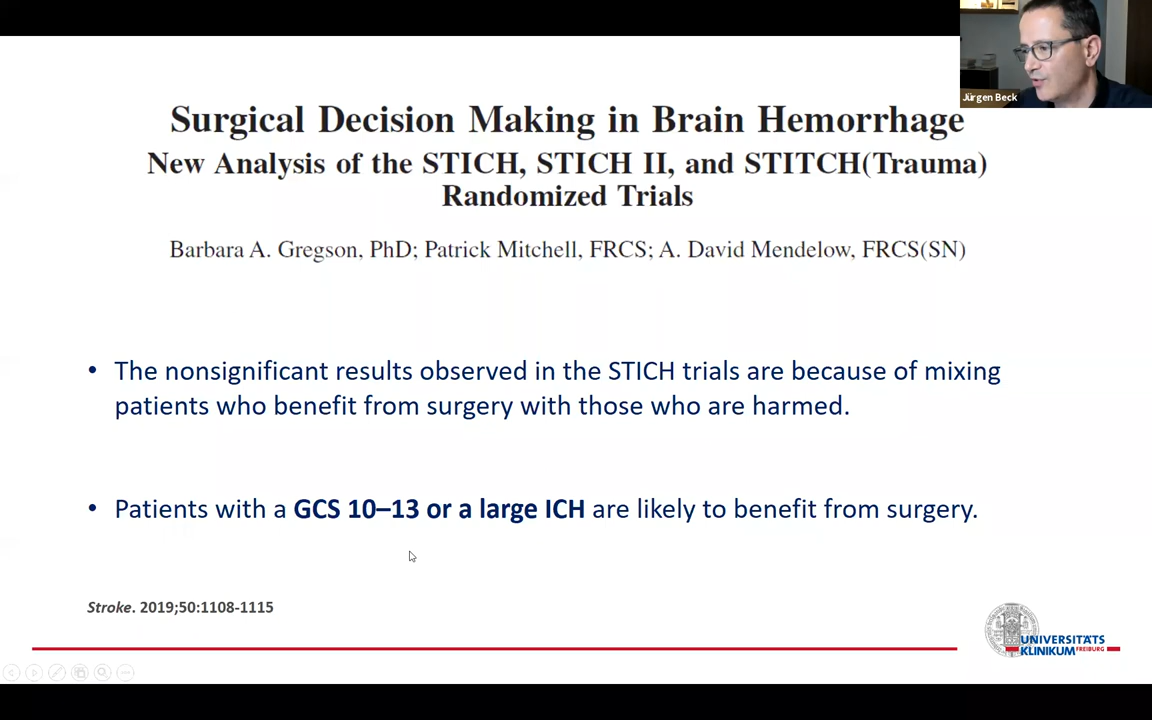 Jürgen Beck
Surgical Decision Making in Brain Hemorrhage
New Analysis of the STICH, STICH II, and STITCH(Trauma)
Randomized Trials
Barbara A. Gregson, PhD; Patrick Mitchell, FRCS; A. David Mendelow, FRCS(SN)
• The nonsignificant results observed in the STICH trials are because of mixing
patients who benefit from surgery with those who are harmed.
• Patients with a GCS 10–13 or a large ICH are likely to benefit from surgery.
Stroke. 2019;50:1108-1115
UNIVERSITÄTS
KLINIKUM FREIBURG